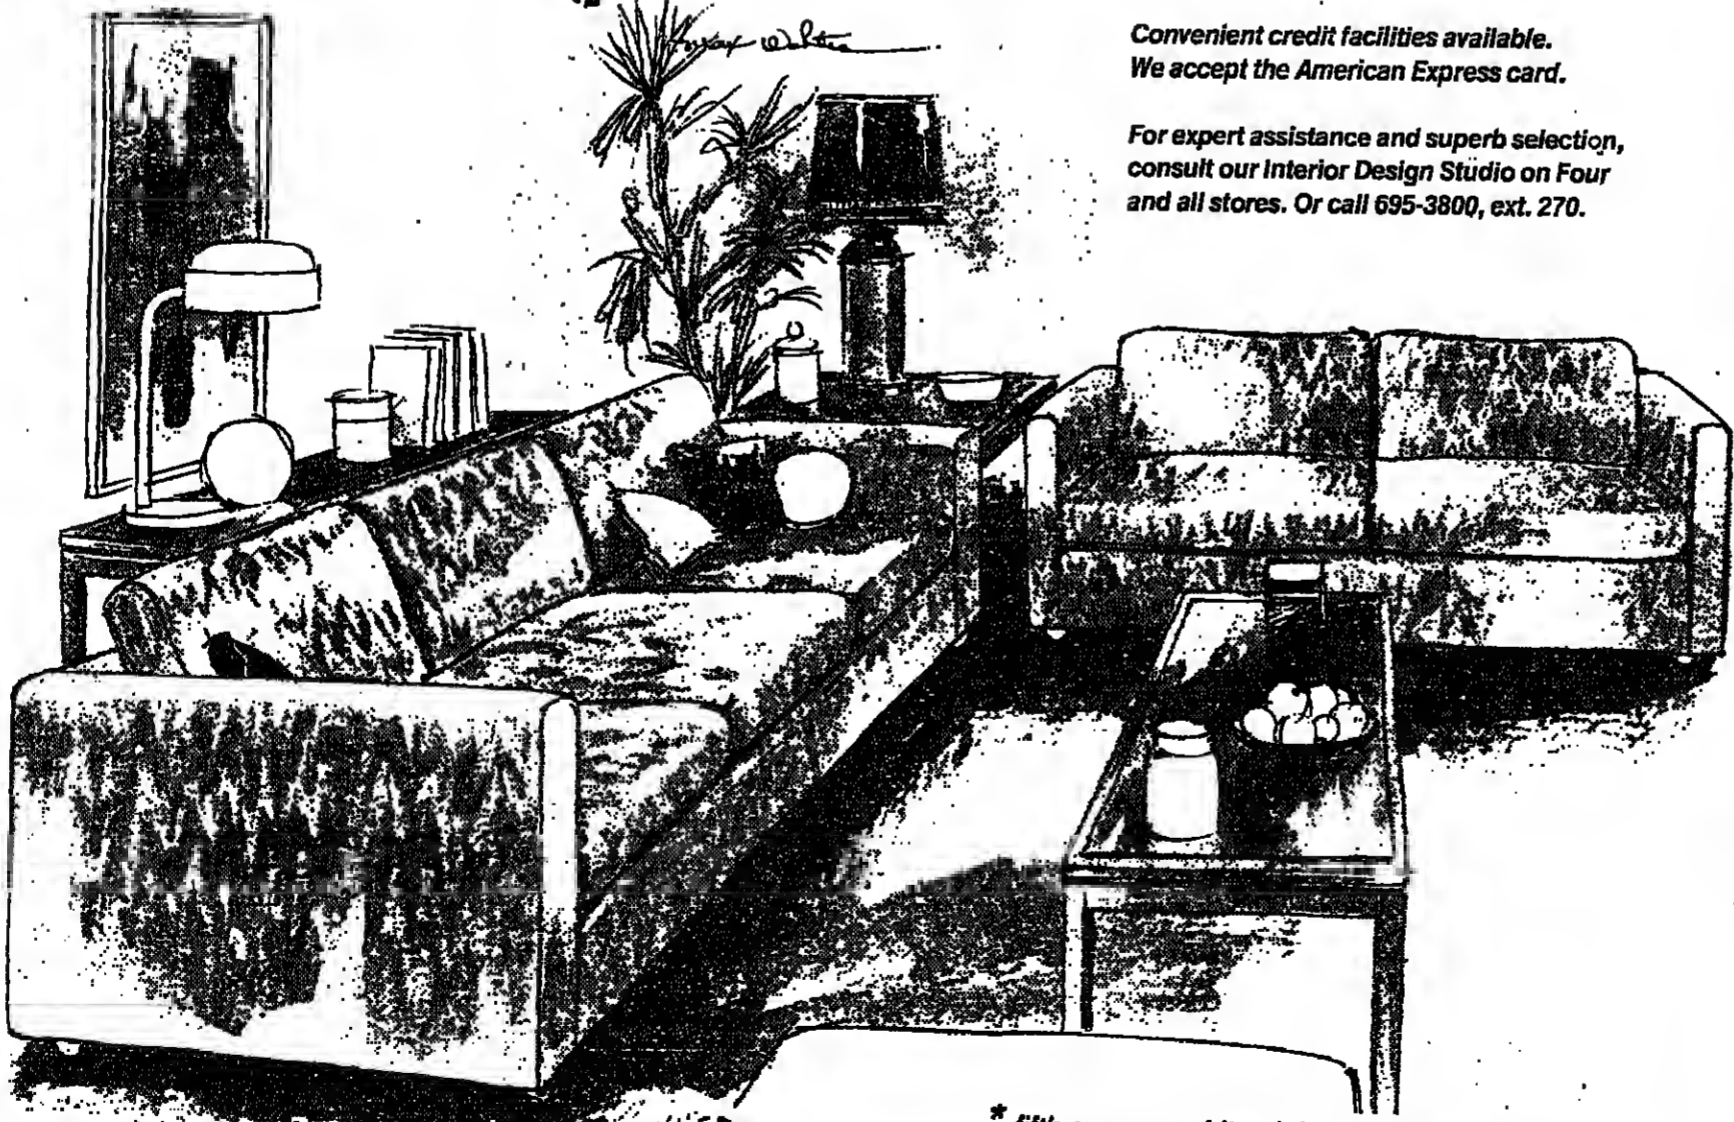 Convenient credit facilities available.
We accept the American Express card.
For expert assistance and superb selection,
consult our Interior Design Studio on Four
and all stores. Or call 695-3800, ext. 270.